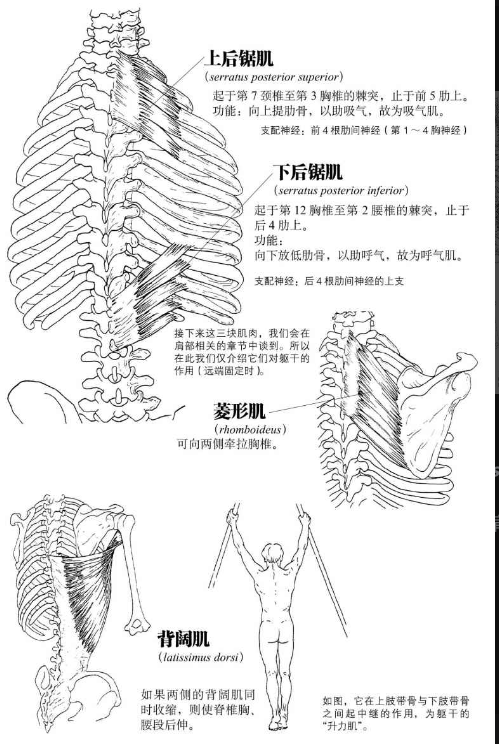 上后锯肌
(serratus posterior superior)
起于第 7 颈椎至第 3 胸椎的棘突，止于前 5 肋上。
功能：向上提肋骨，以助吸气，故为吸气肌。
支配神经：前 4 根肋间神经（第 1～4 胸神经）
下后锯肌
(serratus posterior inferior)
起于第 12 胸椎至第 2 腰椎的棘突，止于
后 4 肋上。
功能：
向下放低肋骨，以助呼气，故为呼气肌。
支配神经：后 4 根肋间神经的上支
接下来这三块肌肉，我们会在
肩部相关的章节中谈到。所以
在此我们仅介绍它们对躯干的
作用（远端固定时）。
菱形肌
(rhomboideus)
可向两侧牵拉胸椎。
背阔肌
(latissimus dorsi)
如果两侧的背阔肌同
时收缩，则使脊椎胸、
腰段后伸。
如图，它在上肢带骨与下肢带骨
之间起中继的作用，为躯干的
“升力肌”。